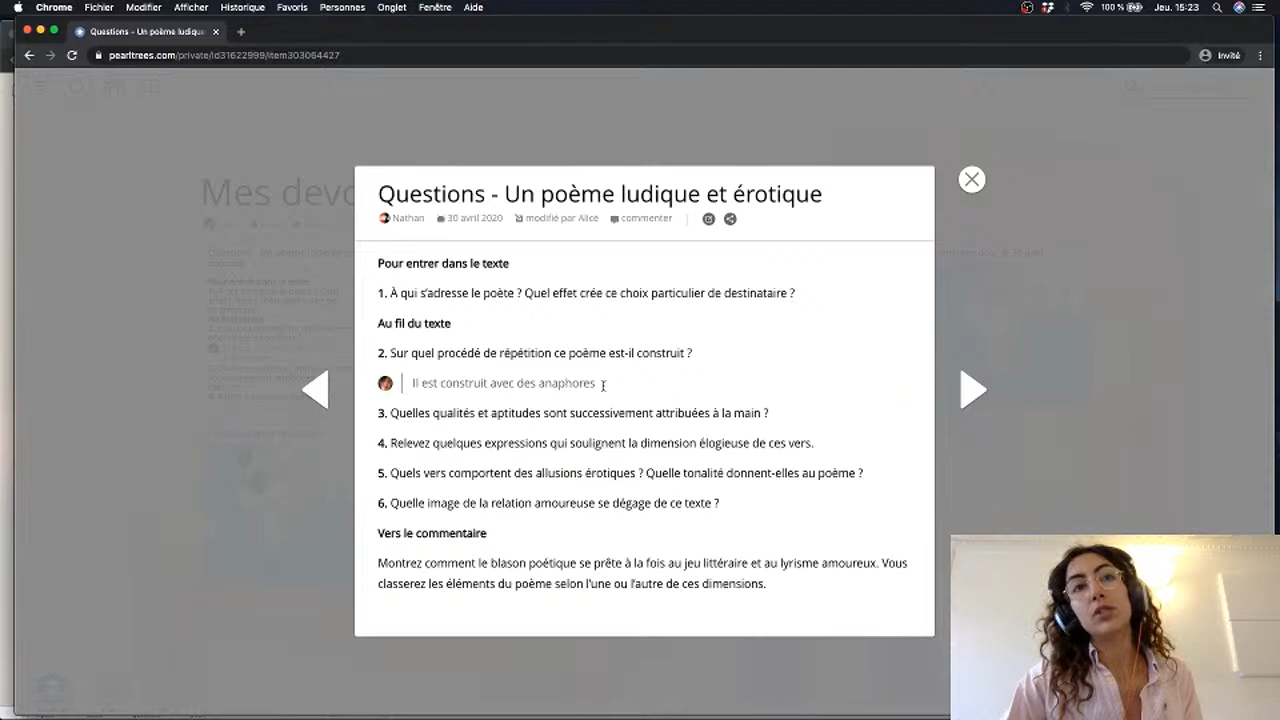 Chrome Fichier Modifier Afficher Historique Favoris Personnes Onglet Fenêtre Aide 100 % Jeu. 15:23
Questions - Un poème ludiqu
pearltrees.com/private/id31622999/item303064427 Invité
Mes devo
Questions - Un poème ludique et érotique
Nathan 30 avril 2020 modifié par Alice commenter
Pour entrer dans le texte
1. À qui s'adresse le poète ? Quel effet crée ce choix particulier de destinataire ?
Au fil du texte
2. Sur quel procédé de répétition ce poème est-il construit ?
Il est construit avec des anaphores
3. Quelles qualités et aptitudes sont successivement attribuées à la main ?
4. Relevez quelques expressions qui soulignent la dimension élogieuse de ces vers.
5. Quels vers comportent des allusions érotiques ? Quelle tonalité donnent-elles au poème ?
6. Quelle image de la relation amoureuse se dégage de ce texte ?
Vers le commentaire
Montrez comment le blason poétique se prête à la fois au jeu littéraire et au lyrisme amoureux. Vous
classerez les éléments du poème selon l'une ou l'autre de ces dimensions.